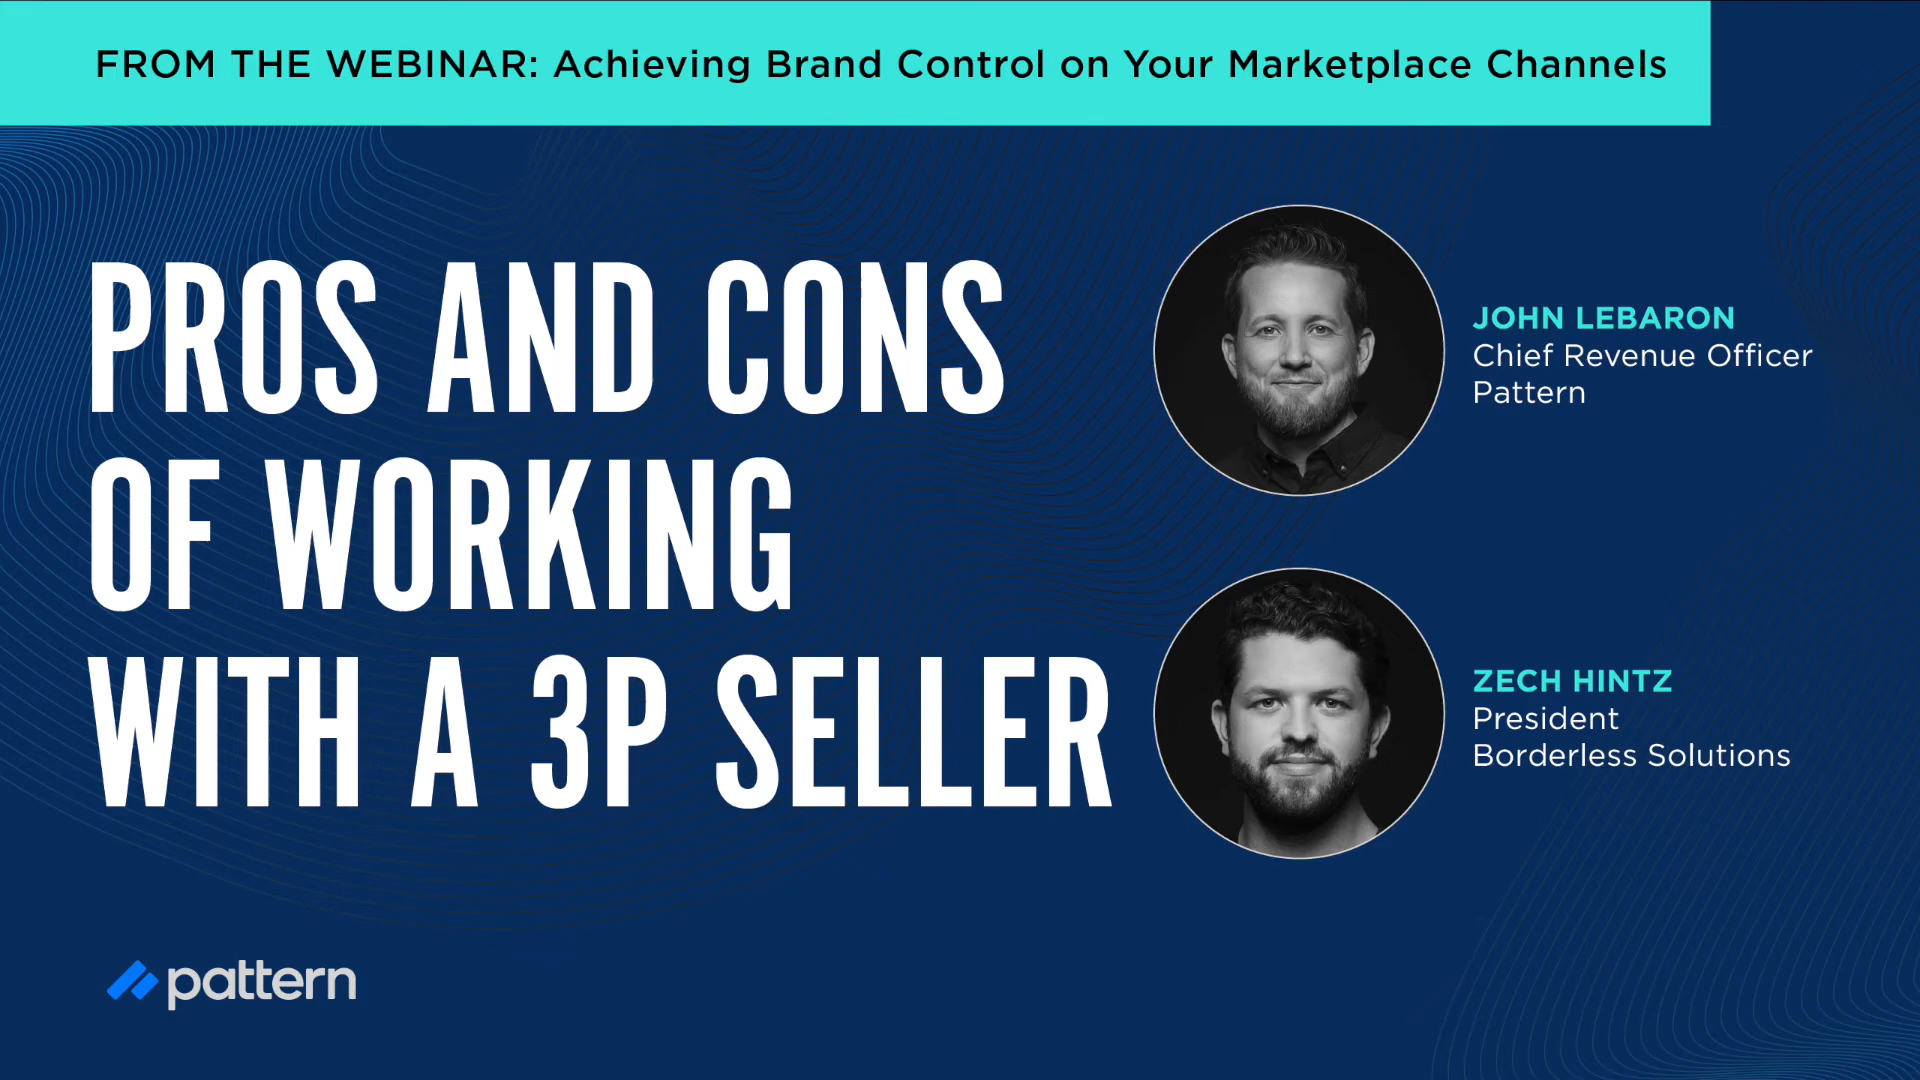 FROM THE WEBINAR: Achieving Brand Control on Your Marketplace Channels
PROS AND CONS
OF WORKING
WITH A 3P SELLER
JOHN LEBARON
Chief Revenue Officer
Pattern
ZECH HINTZ
President
Borderless Solutions
pattern